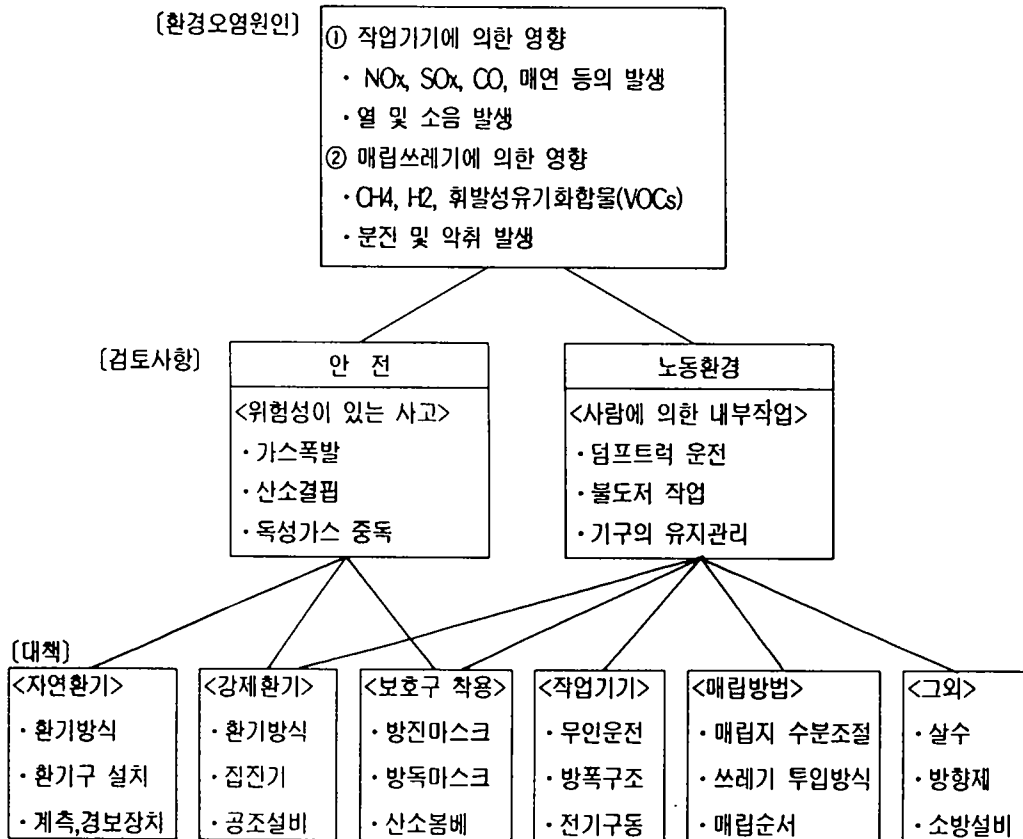 [환경오염원인]
① 작업기기에 의한 영향
· NOx, SOx, CO, 매연 등의 발생
· 열 및 소음 발생
② 매립쓰레기에 의한 영향
· CH4, H2, 휘발성유기화합물(VOCs)
· 분진 및 악취 발생
[검토사항]
안 전
<위험성이 있는 사고>
· 가스폭발
· 산소결핍
· 독성가스 중독
노동환경
<사람에 의한 내부작업>
· 덤프트럭 운전
· 불도저 작업
· 기구의 유지관리
[대책]
<자연환기>
· 환기방식
· 환기구 설치
· 계측,경보장치
<강제환기>
· 환기방식
· 집진기
· 공조설비
<보호구 착용>
· 방진마스크
· 방독마스크
· 산소봄베
<작업기기>
· 무인운전
· 방폭구조
· 전기구동
<매립방법>
· 매립지 수분조절
· 쓰레기 투입방식
· 매립순서
<그외>
· 살수
· 방향제
· 소방설비